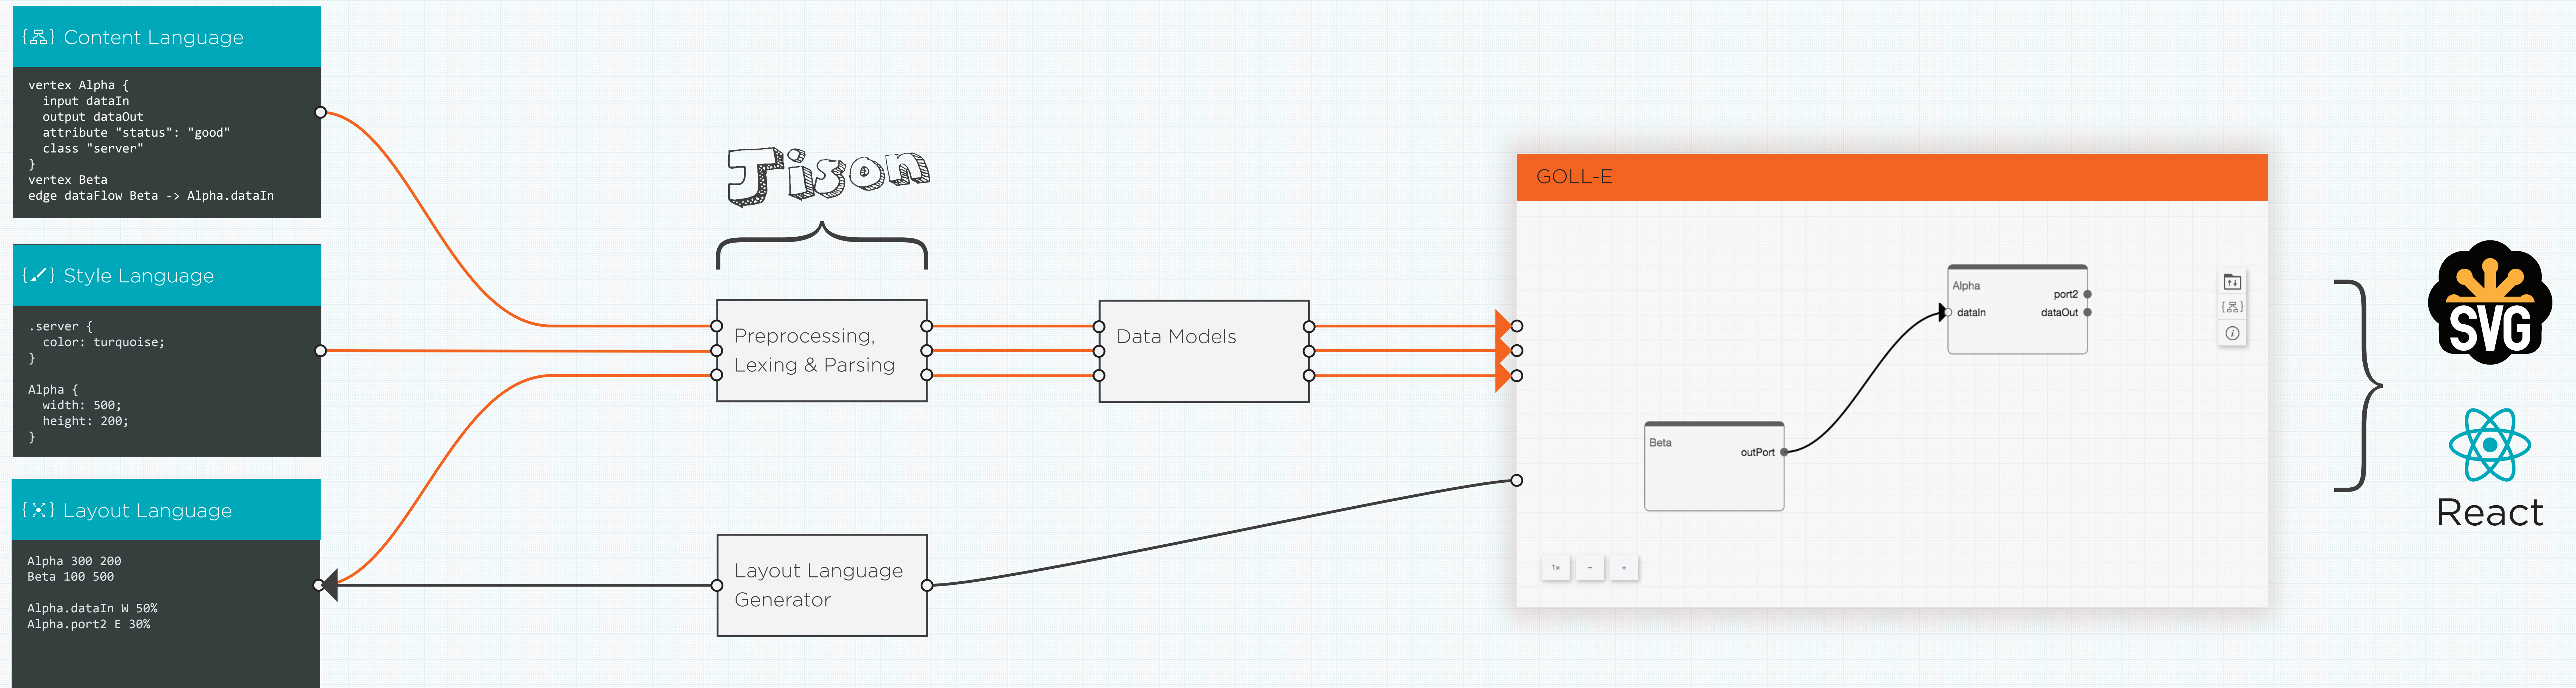 Content Language
vertex Alpha {
input dataIn
output dataOut
attribute "status": "good"
class "server"
}
vertex Beta
edge dataFlow Beta -> Alpha.dataIn
Style Language
.server {
color: turquoise;
}
Alpha {
width: 500;
height: 200;
}
Layout Language
Alpha 300 200
Beta 100 500
Alpha.dataIn W 50%
Alpha.port2 E 30%
Jison
Preprocessing,
Lexing & Parsing
Data Models
Layout Language
Generator
GOLL-E
Alpha
port2
dataIn
dataOut
Beta
outPort
1x
-
+
SVG
React